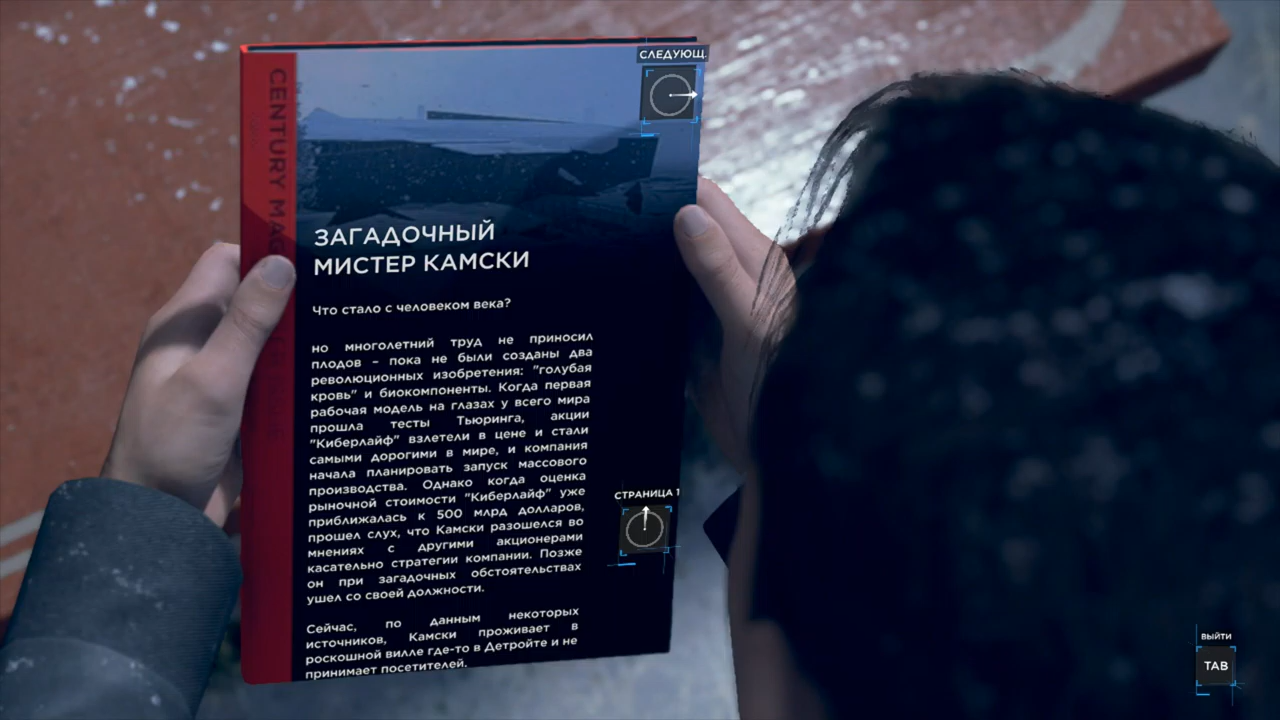 CENTURY
СЛЕДУЮЩ.
ЗАГАДОЧНЫЙ
МИСТЕР КАМСКИ
Что стало с человеком века?
но многолетний труд не приносил
плодов – пока не были созданы два
революционных изобретения: "голубая
кровь" и биокомпоненты. Когда первая
рабочая модель на глазах у всего мира
прошла тесты Тьюринга, акции
"Киберлайф" взлетели в цене и стали
самыми дорогими в мире, и компания
начала планировать запуск массового
производства. Однако когда оценка
рыночной стоимости "Киберлайф" уже
приближалась к 500 млрд долларов,
прошел слух, что Камски разошелся во
мнениях с другими акционерами
касательно стратегии компании. Позже
он при загадочных обстоятельствах
ушел со своей должности.
Сейчас, по данным некоторых
источников, Камски проживает в
роскошной вилле где-то в Детройте и не
принимает посетителей.
СТРАНИЦА 1
ВЫЙТИ
TAB